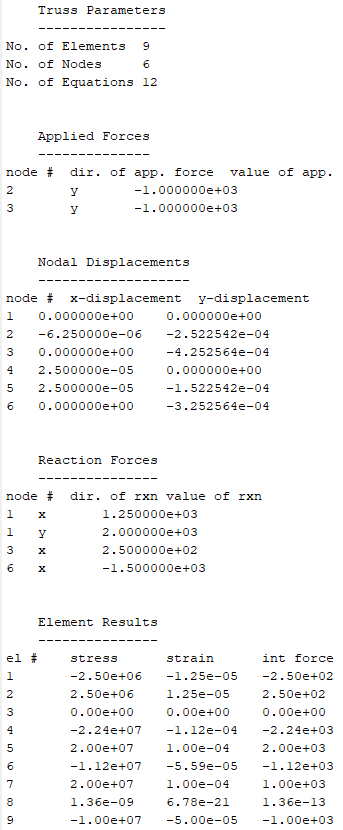 Truss Parameters
----------------
No. of Elements  9
No. of Nodes     6
No. of Equations 12
Applied Forces
--------------
node #  dir. of app. force  value of app.
2       y       -1.000000e+03
3       y       -1.000000e+03
Nodal Displacements
-------------------
node #  x-displacement  y-displacement
1   0.000000e+00    0.000000e+00
2   -6.250000e-06   -2.522542e-04
3   0.000000e+00    -4.252564e-04
4   2.500000e-05    0.000000e+00
5   2.500000e-05    -1.522542e-04
6   0.000000e+00    -3.252564e-04
Reaction Forces
---------------
node #  dir. of rxn value of rxn
1   x       1.250000e+03
1   y       2.000000e+03
3   x       2.500000e+02
6   x       -1.500000e+03
Element Results
---------------
el #    stress      strain      int force
1       -2.50e+06   -1.25e-05   -2.50e+02
2       2.50e+06    1.25e-05    2.50e+02
3       0.00e+00    0.00e+00    0.00e+00
4       -2.24e+07   -1.12e-04   -2.24e+03
5       2.00e+07    1.00e-04    2.00e+03
6       -1.12e+07   -5.59e-05   -1.12e+03
7       2.00e+07    1.00e-04    1.00e+03
8       1.36e-09    6.78e-21    1.36e-13
9       -1.00e+07   -5.00e-05   -1.00e+03